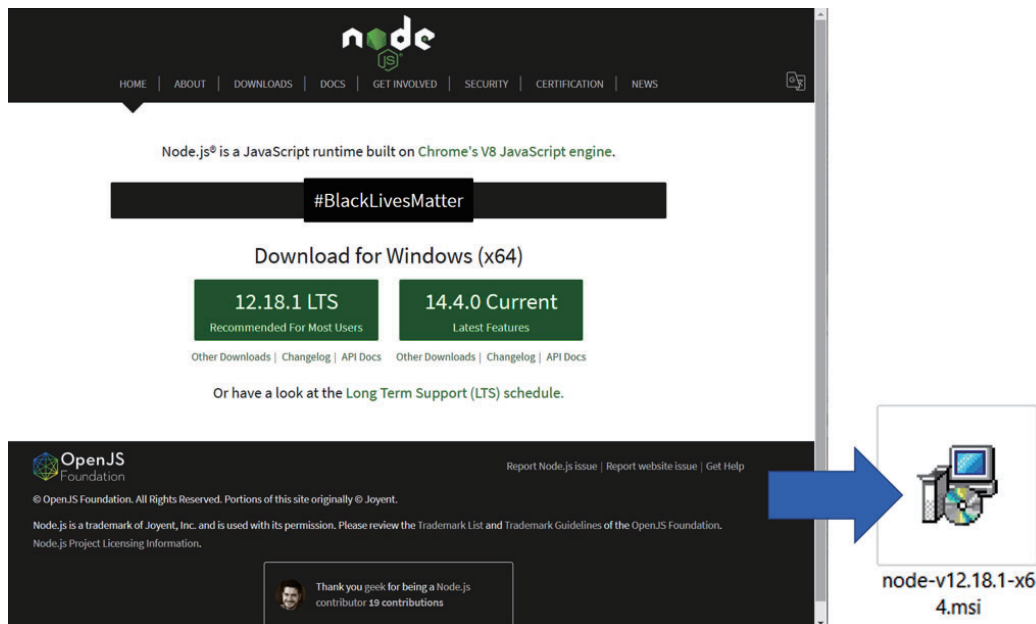 node
JS
HOME | ABOUT | DOWNLOADS | DOCS | GET INVOLVED | SECURITY | CERTIFICATION | NEWS
Node.js® is a JavaScript runtime built on Chrome's V8 JavaScript engine.
#BlackLivesMatter
Download for Windows (x64)
12.18.1 LTS
Recommended For Most Users
14.4.0 Current
Latest Features
Other Downloads | Changelog | API Docs
Other Downloads | Changelog | API Docs
Or have a look at the Long Term Support (LTS) schedule.
OpenJS
Foundation
Report Node.js issue | Report website issue | Get Help
© OpenJS Foundation. All Rights Reserved. Portions of this site originally © Joyent.
Node.js is a trademark of Joyent, Inc. and is used with its permission. Please review the Trademark List and Trademark Guidelines of the OpenJS Foundation.
Node.js Project Licensing Information.
Thank you geek for being a Node.js
contributor 19 contributions
node-v12.18.1-x6
4.msi